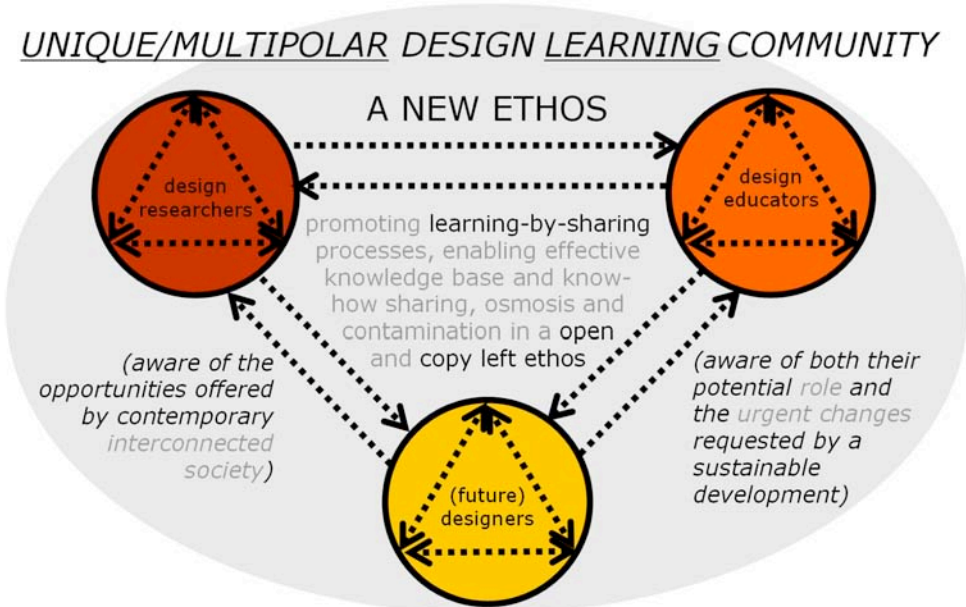 UNIQUE/MULTIPOLAR DESIGN LEARNING COMMUNITY
A NEW ETHOS
design
researchers
design
educators
promoting learning-by-sharing
processes, enabling effective
knowledge base and know-
how sharing, osmosis and
contamination in a open
and copy left ethos
(aware of the
opportunities offered
by contemporary
interconnected
society)
(aware of both their
potential role and
the urgent changes
requested by a
sustainable
development)
(future)
designers